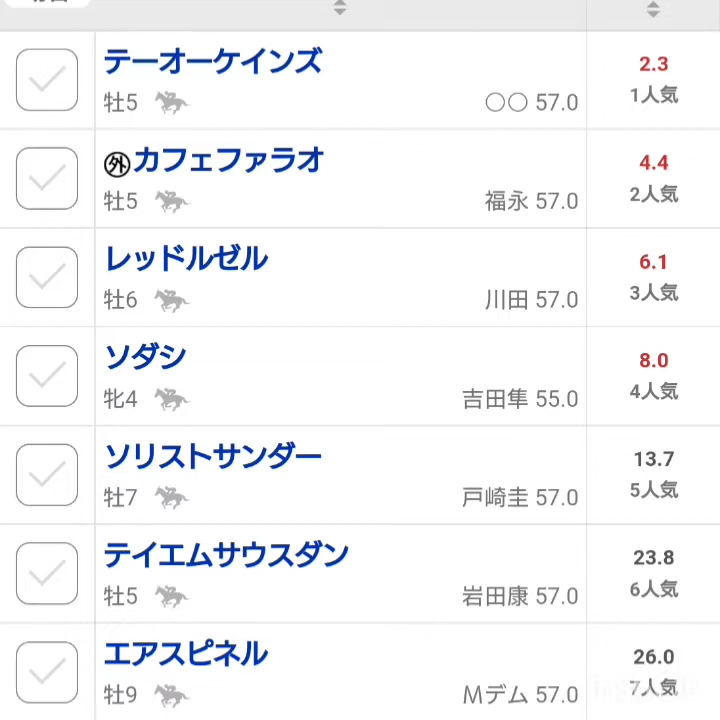 テーオーケインズ
牡5 ○○ 57.0
2.3
1人気
外カフェファラオ
牡5 福永 57.0
4.4
2人気
レッドルゼル
牡6 川田 57.0
6.1
3人気
ソダシ
牝4 吉田隼 55.0
8.0
4人気
ソリストサンダー
牡7 戸崎圭 57.0
13.7
5人気
テイエムサウスダン
牡5 岩田康 57.0
23.8
6人気
エアスピネル
牡9 Mデム 57.0
26.0
7人気